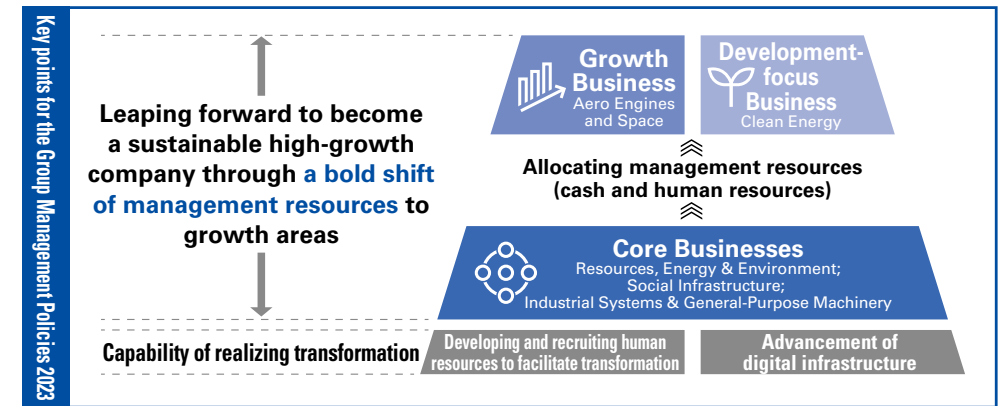 Key points for the Group Management Policies 2023
Leaping forward to become
a sustainable high-growth
company through a bold shift
of management resources to
growth areas
Growth
Business
Aero Engines
and Space
Development-
focus
Business
Clean Energy
Allocating management resources
(cash and human resources)
Core Businesses
Resources, Energy & Environment;
Social Infrastructure;
Industrial Systems & General-Purpose Machinery
Capability of realizing transformation
Developing and recruiting human
resources to facilitate transformation
Advancement of
digital infrastructure